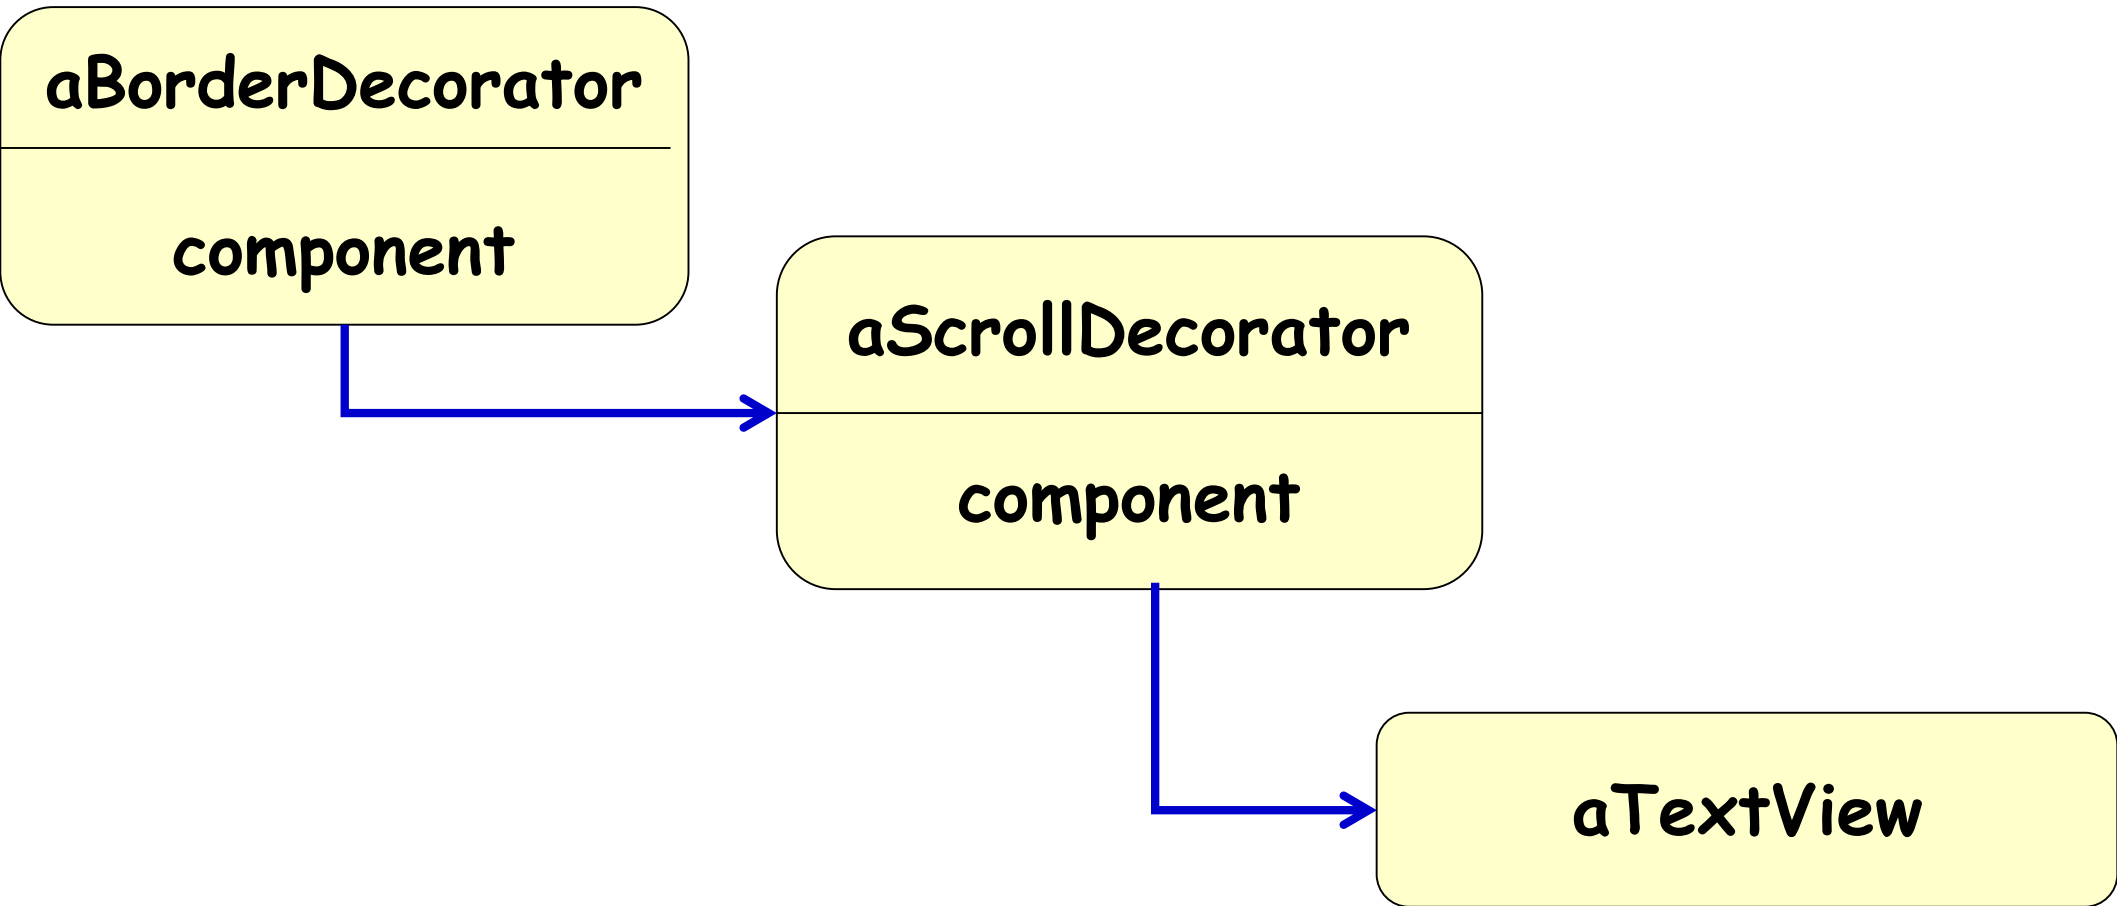 aBorderDecorator
component
aScrollDecorator
component
aTextView